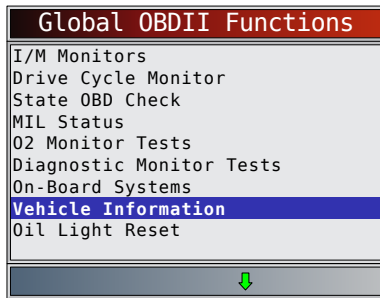 Global OBDII Functions
I/M Monitors
Drive Cycle Monitor
State OBD Check
MIL Status
O2 Monitor Tests
Diagnostic Monitor Tests
On-Board Systems
Vehicle Information
Oil Light Reset